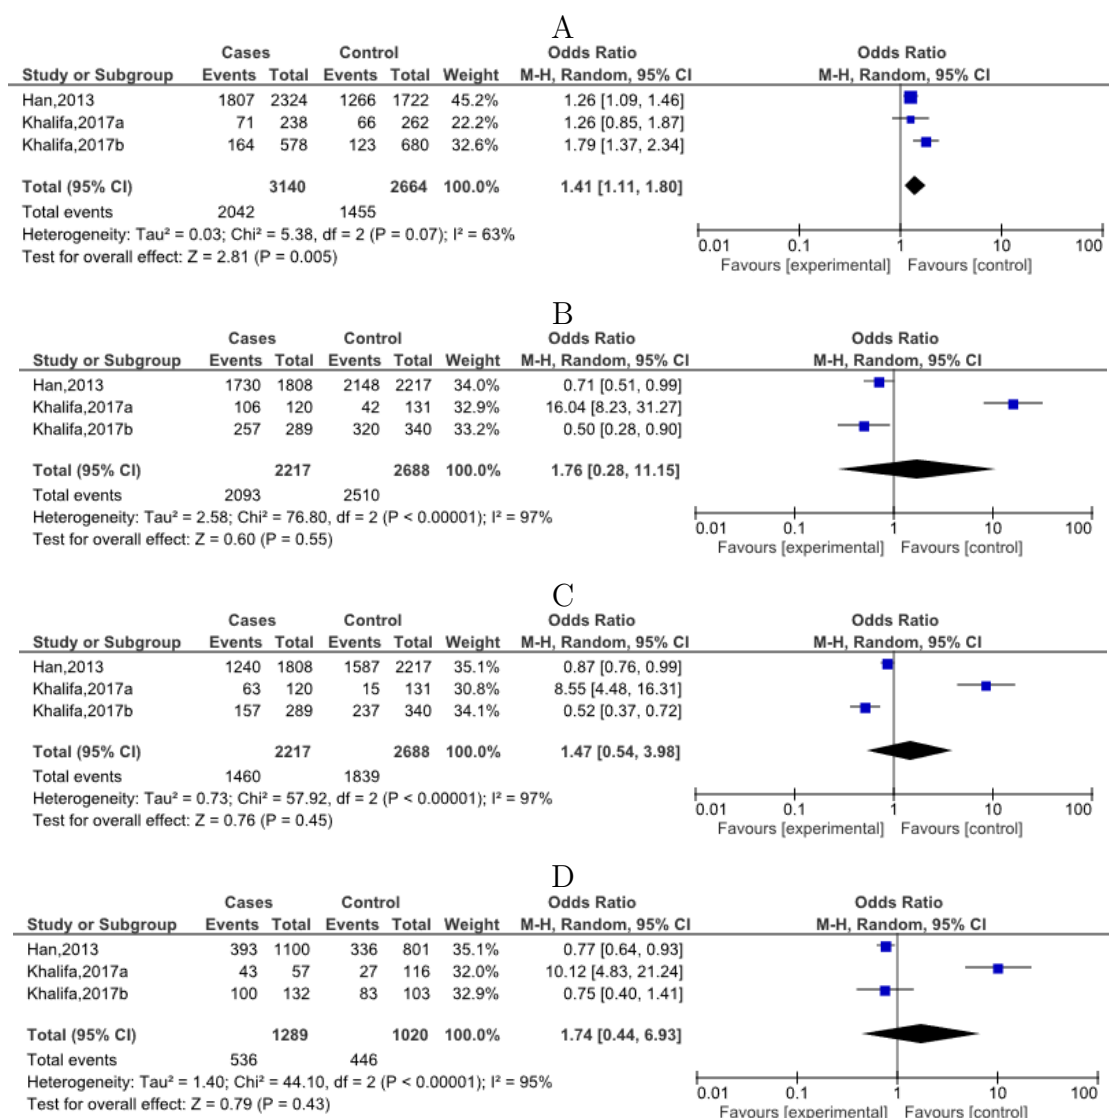 A
Cases Control Odds Ratio Odds Ratio
Study or Subgroup Events Total Events Total Weight M-H, Random, 95% CI M-H, Random, 95% CI
Han,2013 1807 2324 1266 1722 45.2% 1.26 [1.09, 1.46]
Khalifa,2017a 71 238 66 262 22.2% 1.26 [0.85, 1.87]
Khalifa,2017b 164 578 123 680 32.6% 1.79 [1.37, 2.34]
Total (95% CI) 3140 2664 100.0% 1.41 [1.11, 1.80]
Total events 2042 1455
Heterogeneity: Tau² = 0.03; Chi² = 5.38, df = 2 (P = 0.07); I² = 63%
Test for overall effect: Z = 2.81 (P = 0.005)
0.01 0.1 1 10 100
Favours [experimental] Favours [control]
B
Cases Control Odds Ratio Odds Ratio
Study or Subgroup Events Total Events Total Weight M-H, Random, 95% CI M-H, Random, 95% CI
Han,2013 1730 1808 2148 2217 34.0% 0.71 [0.51, 0.99]
Khalifa,2017a 106 120 42 131 32.9% 16.04 [8.23, 31.27]
Khalifa,2017b 257 289 320 340 33.2% 0.50 [0.28, 0.90]
Total (95% CI) 2217 2688 100.0% 1.76 [0.28, 11.15]
Total events 2093 2510
Heterogeneity: Tau² = 2.58; Chi² = 76.80, df = 2 (P < 0.00001); I² = 97%
Test for overall effect: Z = 0.60 (P = 0.55)
0.01 0.1 1 10 100
Favours [experimental] Favours [control]
C
Cases Control Odds Ratio Odds Ratio
Study or Subgroup Events Total Events Total Weight M-H, Random, 95% CI M-H, Random, 95% CI
Han,2013 1240 1808 1587 2217 35.1% 0.87 [0.76, 0.99]
Khalifa,2017a 63 120 15 131 30.8% 8.55 [4.48, 16.31]
Khalifa,2017b 157 289 237 340 34.1% 0.52 [0.37, 0.72]
Total (95% CI) 2217 2688 100.0% 1.47 [0.54, 3.98]
Total events 1460 1839
Heterogeneity: Tau² = 0.73; Chi² = 57.92, df = 2 (P < 0.00001); I² = 97%
Test for overall effect: Z = 0.76 (P = 0.45)
0.01 0.1 1 10 100
Favours [experimental] Favours [control]
D
Cases Control Odds Ratio Odds Ratio
Study or Subgroup Events Total Events Total Weight M-H, Random, 95% CI M-H, Random, 95% CI
Han,2013 393 1100 336 801 35.1% 0.77 [0.64, 0.93]
Khalifa,2017a 43 57 27 116 32.0% 10.12 [4.83, 21.24]
Khalifa,2017b 100 132 83 103 32.9% 0.75 [0.40, 1.41]
Total (95% CI) 1289 1020 100.0% 1.74 [0.44, 6.93]
Total events 536 446
Heterogeneity: Tau² = 1.40; Chi² = 44.10, df = 2 (P < 0.00001); I² = 95%
Test for overall effect: Z = 0.79 (P = 0.43)
0.01 0.1 1 10 100
Favours [experimental] Favours [control]